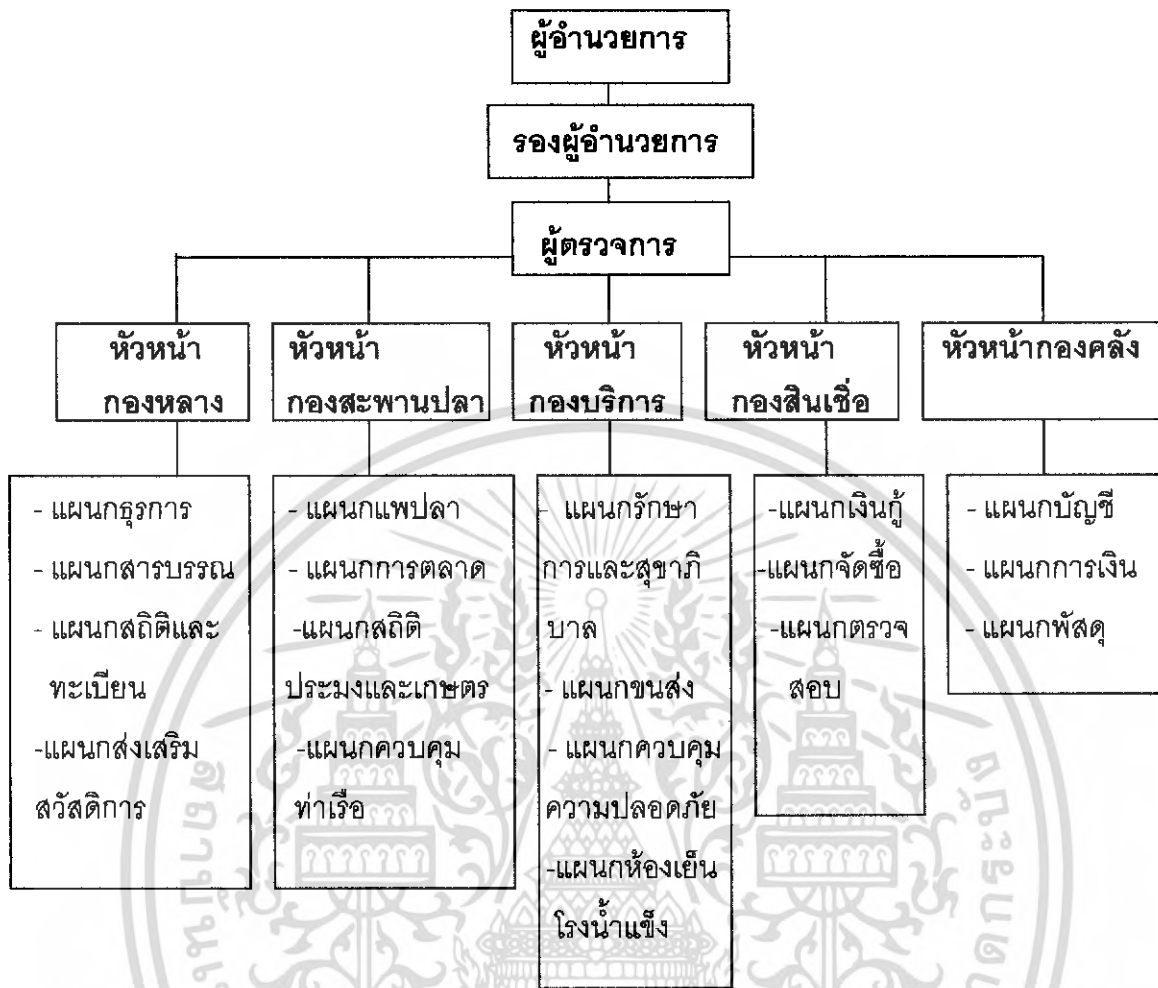 ผู้อำนวยการ
รองผู้อำนวยการ
ผู้ตรวจการ
หัวหน้า
กองหลาง
หัวหน้า
กองสะพานปลา
หัวหน้า
กองบริการ
หัวหน้า
กองสินเชื่อ
หัวหน้ากองคลัง
- แผนกธุรการ
- แผนกสารบรรณ
- แผนกสถิติและ
ทะเบียน
-แผนกส่งเสริม
สวัสดิการ
- แผนกแพปลา
- แผนกการตลาด
-แผนกสถิติ
ประมงและเกษตร
-แผนกควบคุม
ท่าเรือ
- แผนกรักษา
การและสุขาภิ
บาล
- แผนกขนส่ง
- แผนกควบคุม
ความปลอดภัย
-แผนกห้องเย็น
โรงน้ำแข็ง
-แผนกเงินกู้
-แผนกจัดซื้อ
-แผนกตรวจ
สอบ
- แผนกบัญชี
- แผนกการเงิน
- แผนกพัสดุ